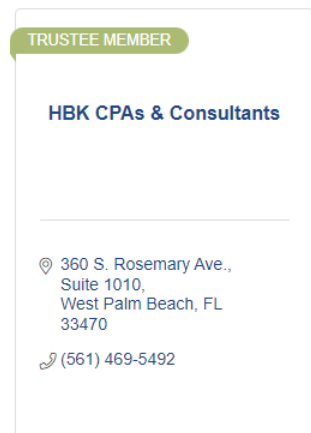 TRUSTEE MEMBER
HBK CPAs & Consultants
360 S. Rosemary Ave.,
Suite 1010,
West Palm Beach, FL
33470
(561) 469-5492